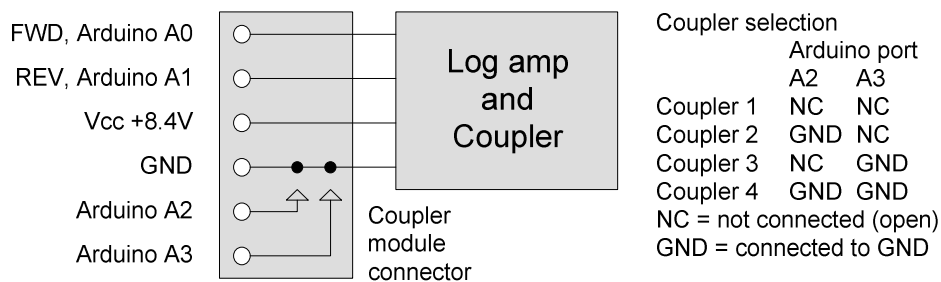 FWD, Arduino A0
REV, Arduino A1
Vcc +8.4V
GND
Arduino A2
Arduino A3
Log amp
and
Coupler
Coupler
module
connector
Coupler selection
Arduino port
A2 A3
Coupler 1 NC NC
Coupler 2 GND NC
Coupler 3 NC GND
Coupler 4 GND GND
NC = not connected (open)
GND = connected to GND